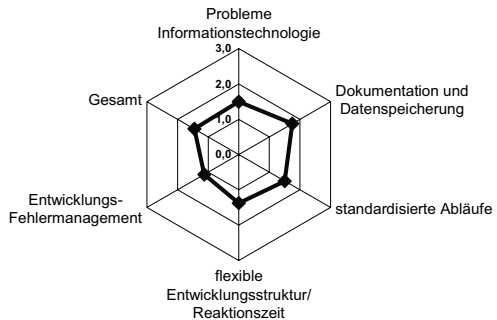 Probleme
Informationstechnologie
3,0
2,0
1,0
0,0
Dokumentation und
Datenspeicherung
standardisierte Abläufe
flexible
Entwicklungsstruktur/
Reaktionszeit
Entwicklungs-
Fehlermanagement
Gesamt